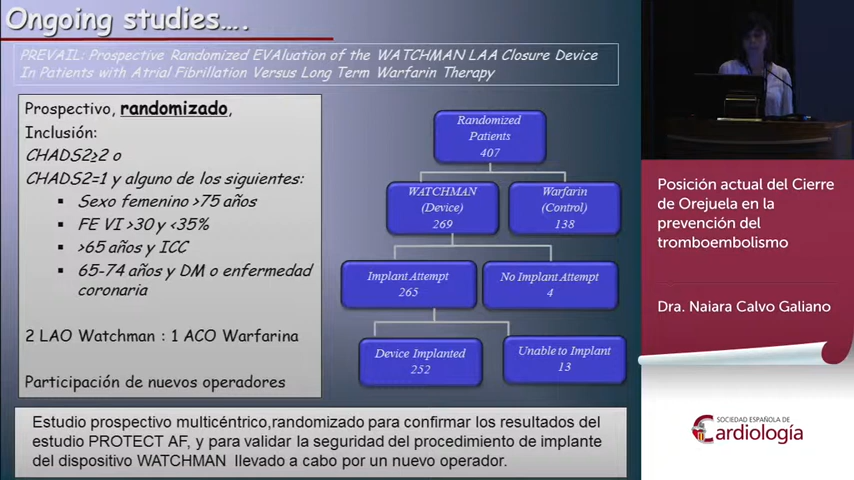 Ongoing studies….
PREVAIL: Prospective Randomized EVAluation of the WATCHMAN LAA Closure Device
In Patients with Atrial Fibrillation Versus Long Term Warfarin Therapy
Prospectivo, randomizado,
Inclusión:
CHADS2≥2 o
CHADS2=1 y alguno de los siguientes:
▪ Sexo femenino >75 años
▪ FE VI >30 y <35%
▪ >65 años y ICC
▪ 65-74 años y DM o enfermedad
coronaria
2 LAO Watchman : 1 ACO Warfarina
Participación de nuevos operadores
Randomized
Patients
407
WATCHMAN
(Device)
269
Warfarin
(Control)
138
Implant Attempt
265
No Implant Attempt
4
Device Implanted
252
Unable to Implant
13
Estudio prospectivo multicéntrico,randomizado para confirmar los resultados del
estudio PROTECT AF, y para validar la seguridad del procedimiento de implante
del dispositivo WATCHMAN llevado a cabo por un nuevo operador.
Posición actual del Cierre
de Orejuela en la
prevención del
tromboembolismo
Dra. Naiara Calvo Galiano
SOCIEDAD ESPAÑOLA DE
Cardiología